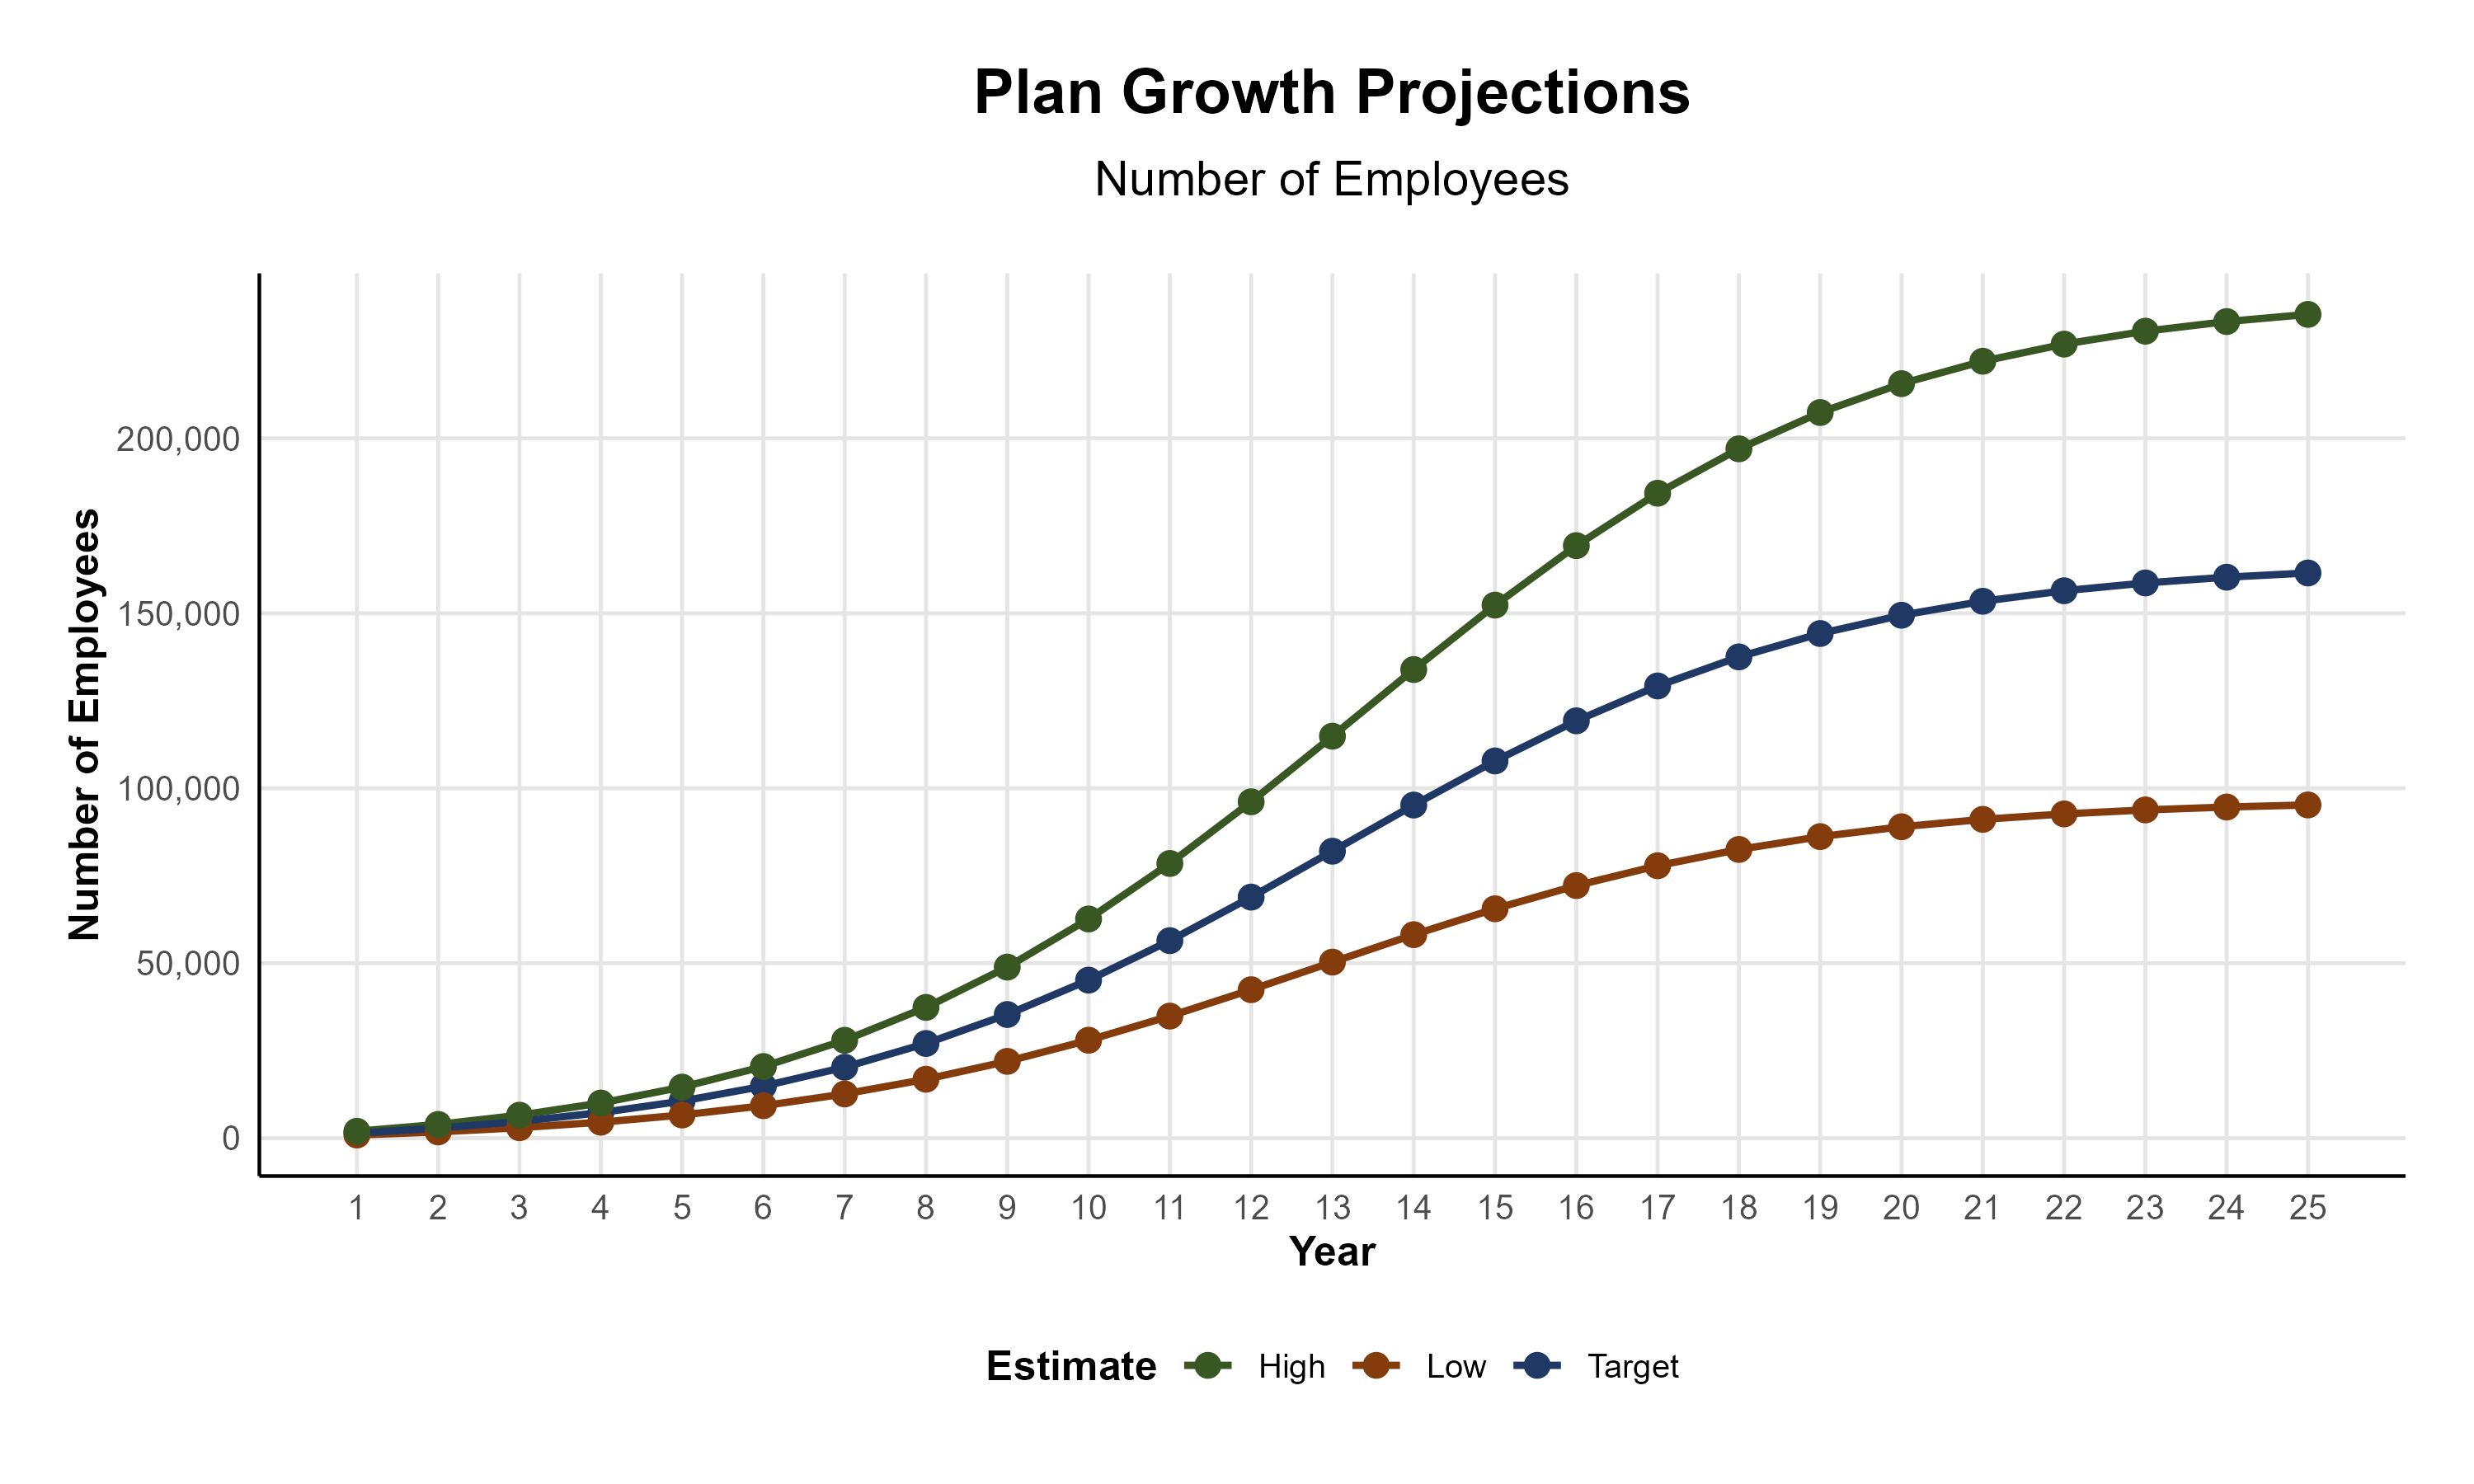 Plan Growth Projections
Number of Employees
Number of Employees
200,000
150,000
100,000
50,000
0
1 2 3 4 5 6 7 8 9 10 11 12 13 14 15 16 17 18 19 20 21 22 23 24 25
Year
Estimate High Low Target